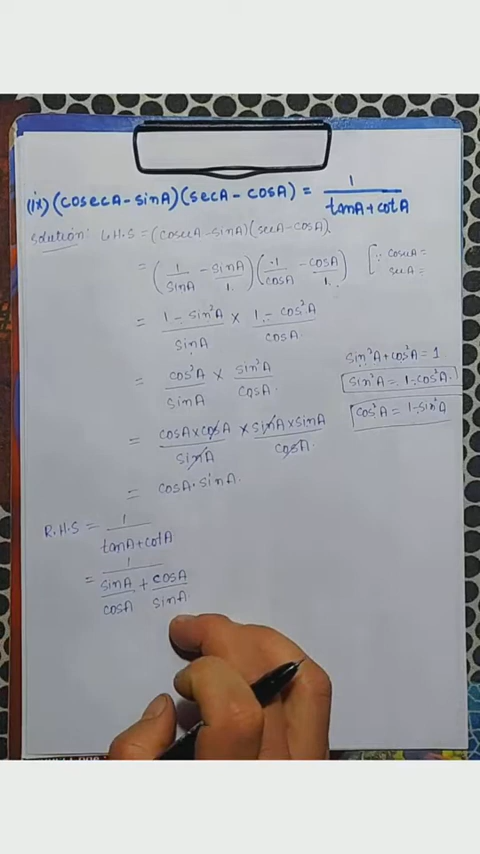 (ix) (cosecA - sinA)(secA - cosA) = 1/(tanA + cotA)
Solution: L.H.S = (cosecA - sinA)(secA - cosA)
= (1/sinA - sinA/1.)(1/cosA - cosA/1.) [∵ cosecA =
secA =
= (1 - sin²A)/sinA × (1 - cos²A)/cosA
sin²A + cos²A = 1
= cos²A/sinA × sin²A/cosA
sin²A = 1 - cos²A.
cos²A = 1 - sin²A
= (cosA × cosA)/sinA × (sinA × sinA)/cosA.
= cosA · sinA.
R.H.S = 1/(tanA + cotA)
= 1/(sinA/cosA + cosA/sinA)